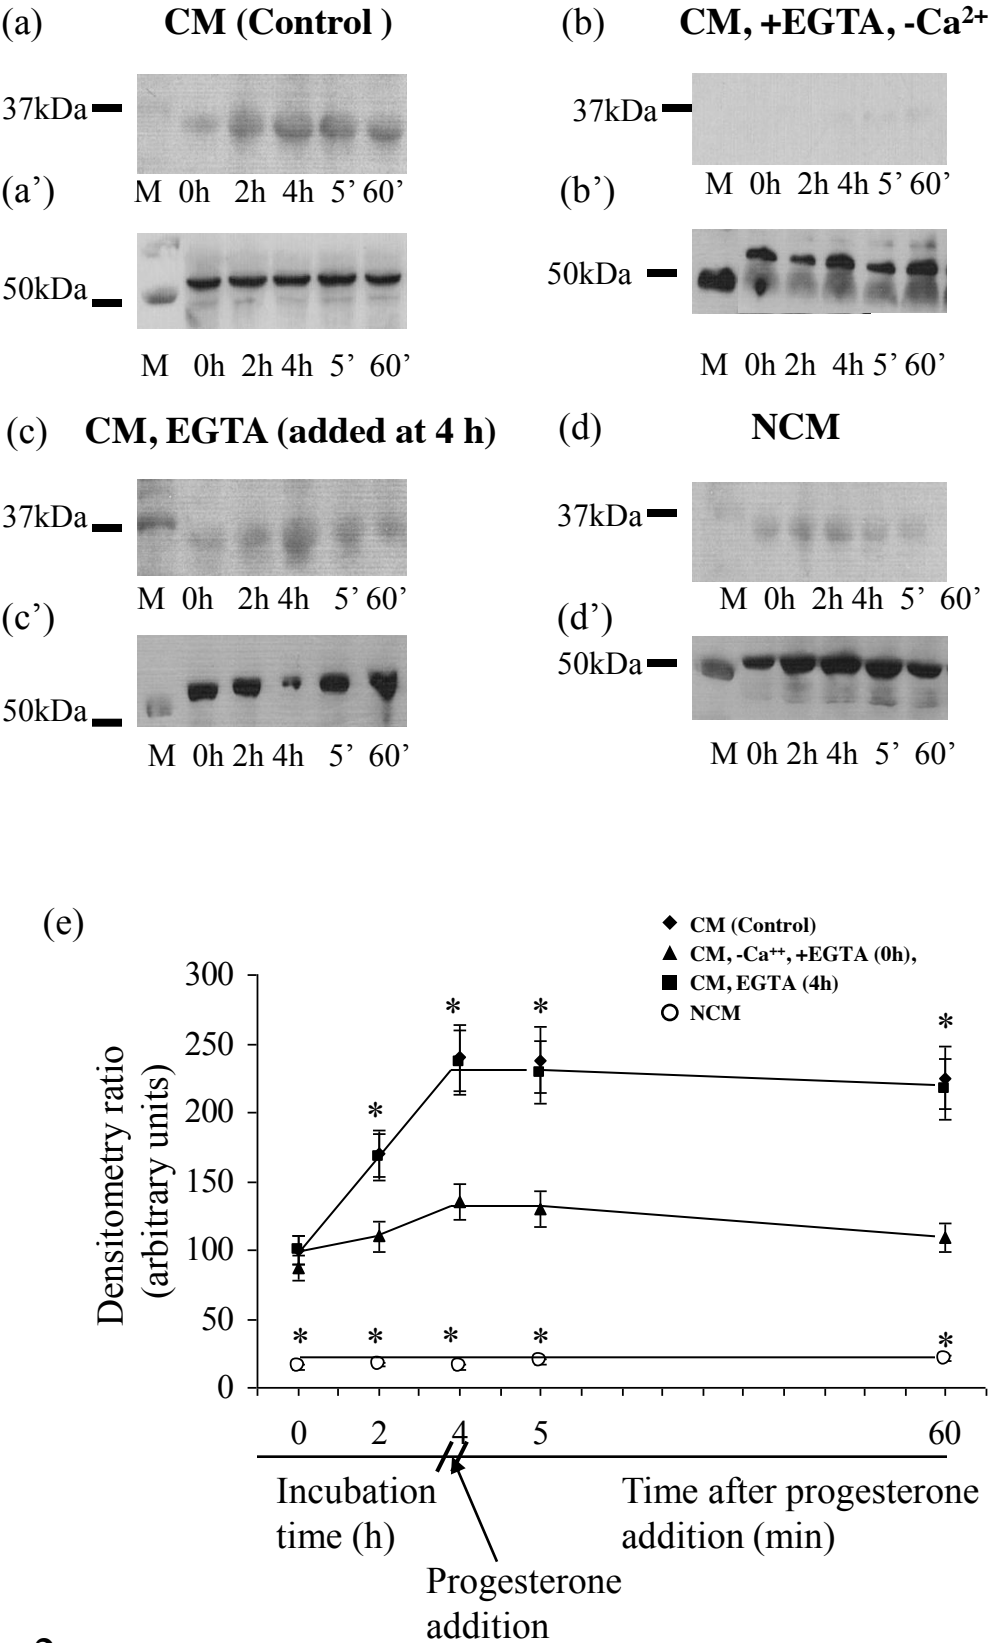 (a) CM (Control )
37kDa
M 0h 2h 4h 5’ 60’
(a’)
50kDa
M 0h 2h 4h 5’ 60’
(b) CM, +EGTA, -Ca²⁺
37kDa
M 0h 2h 4h 5’ 60’
(b’)
50kDa
M 0h 2h 4h 5’ 60’
(c) CM, EGTA (added at 4 h)
37kDa
M 0h 2h 4h 5’ 60’
(c’)
50kDa
M 0h 2h 4h 5’ 60’
(d) NCM
37kDa
M 0h 2h 4h 5’ 60’
(d’)
50kDa
M 0h 2h 4h 5’ 60’
(e)
CM (Control)
CM, -Ca⁺⁺, +EGTA (0h),
CM, EGTA (4h)
NCM
Densitometry ratio
(arbitrary units)
300
250
200
150
100
50
0
* * *
*
* * * * *
0 2 4 5 60
Incubation
time (h)
Time after progesterone
addition (min)
Progesterone
addition